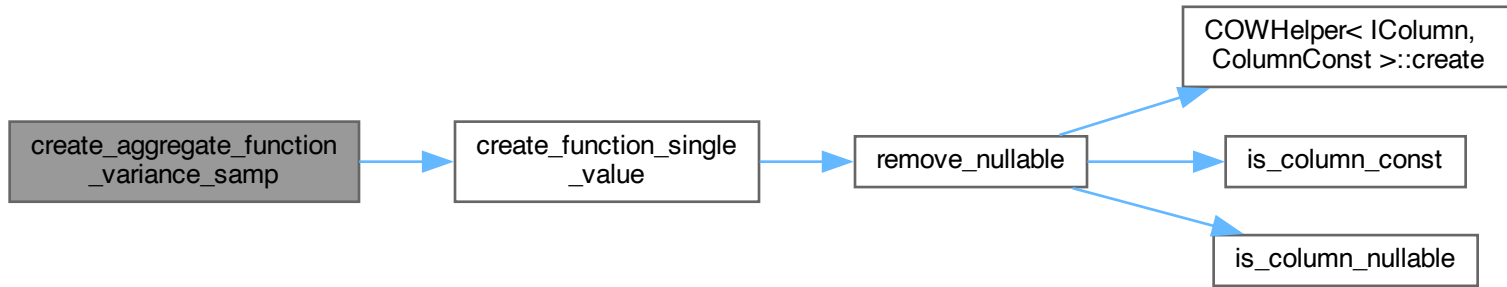 create_aggregate_function
_variance_samp
create_function_single
_value
remove_nullable
COWHelper< IColumn,
ColumnConst >::create
is_column_const
is_column_nullable